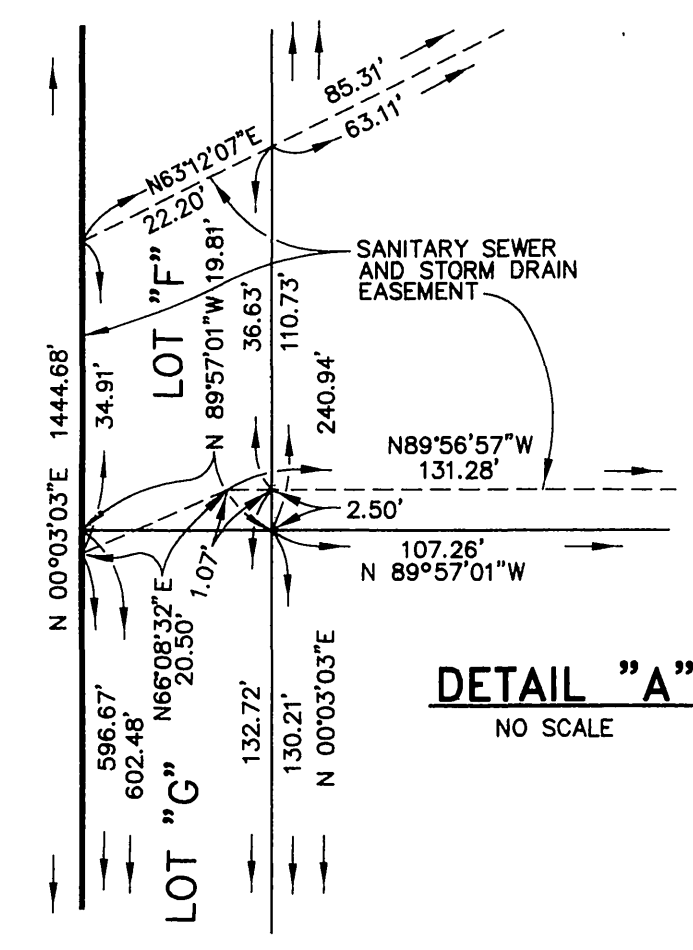 85.31'
63.11'
N63°12'07"E
22.20'
SANITARY SEWER
AND STORM DRAIN
EASEMENT
LOT "F"
N 89°57'01"W 19.81'
36.63'
110.73'
240.94'
N 00°03'03"E 1444.68'
34.91'
N89°56'57"W
131.28'
2.50'
107.26'
N 89°57'01"W
1.07'
N66°08'32"E
20.50'
596.67'
602.48'
LOT "G"
132.72'
130.21'
N 00°03'03"E
DETAIL "A"
NO SCALE